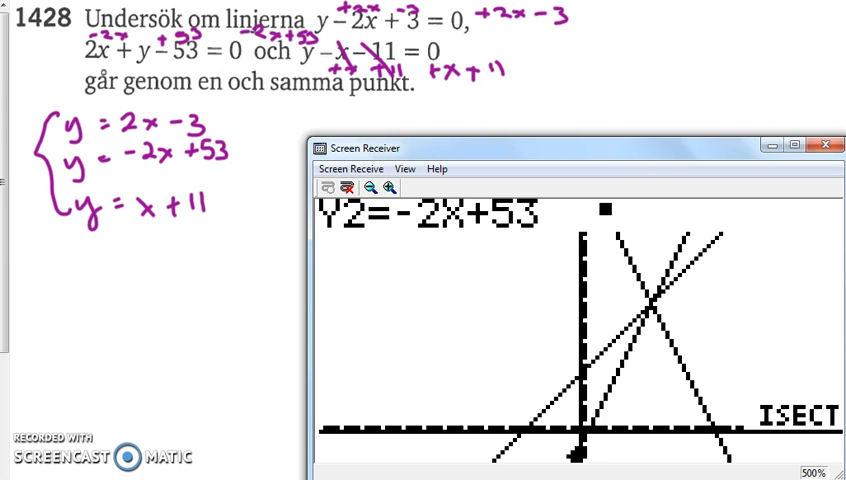 1428 Undersök om linjerna y − 2x + 3 = 0, +2x − 3
+2x −3
−2x +53 −2x +53
2x + y − 53 = 0 och y − x − 11 = 0
+x +11 +x + 11
går genom en och samma punkt.
y = 2x − 3
y = −2x + 53
y = x + 11
Screen Receiver
Screen Receive View Help
Y2=-2X+53
ISECT
500%
RECORDED WITH
SCREENCAST MATIC